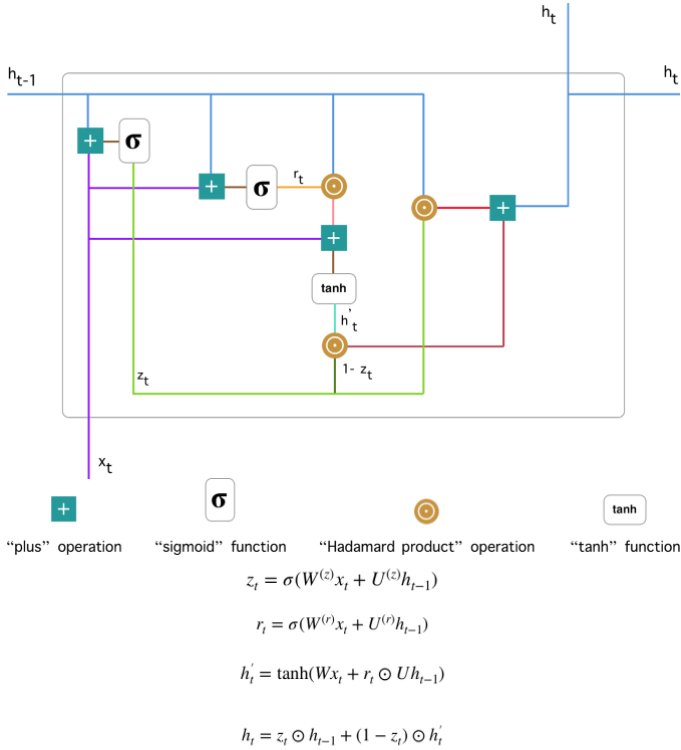 h_t
h_{t-1}
h_t
σ
σ
r_t
tanh
h'_t
1- z_t
z_t
x_t
σ
tanh
“plus” operation
“sigmoid” function
“Hadamard product” operation
“tanh” function
z_t = σ(W^{(z)}x_t + U^{(z)}h_{t-1})
r_t = σ(W^{(r)}x_t + U^{(r)}h_{t-1})
h'_t = tanh(Wx_t + r_t ⊙ Uh_{t-1})
h_t = z_t ⊙ h_{t-1} + (1 − z_t) ⊙ h'_t